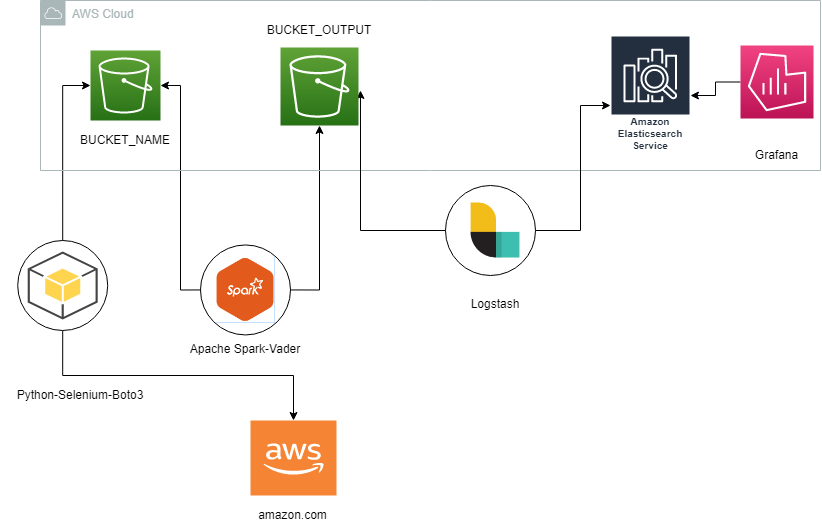 AWS Cloud
BUCKET_OUTPUT
BUCKET_NAME
Amazon
Elasticsearch
Service
Grafana
Spark
Logstash
Apache Spark-Vader
Python-Selenium-Boto3
aws
amazon.com